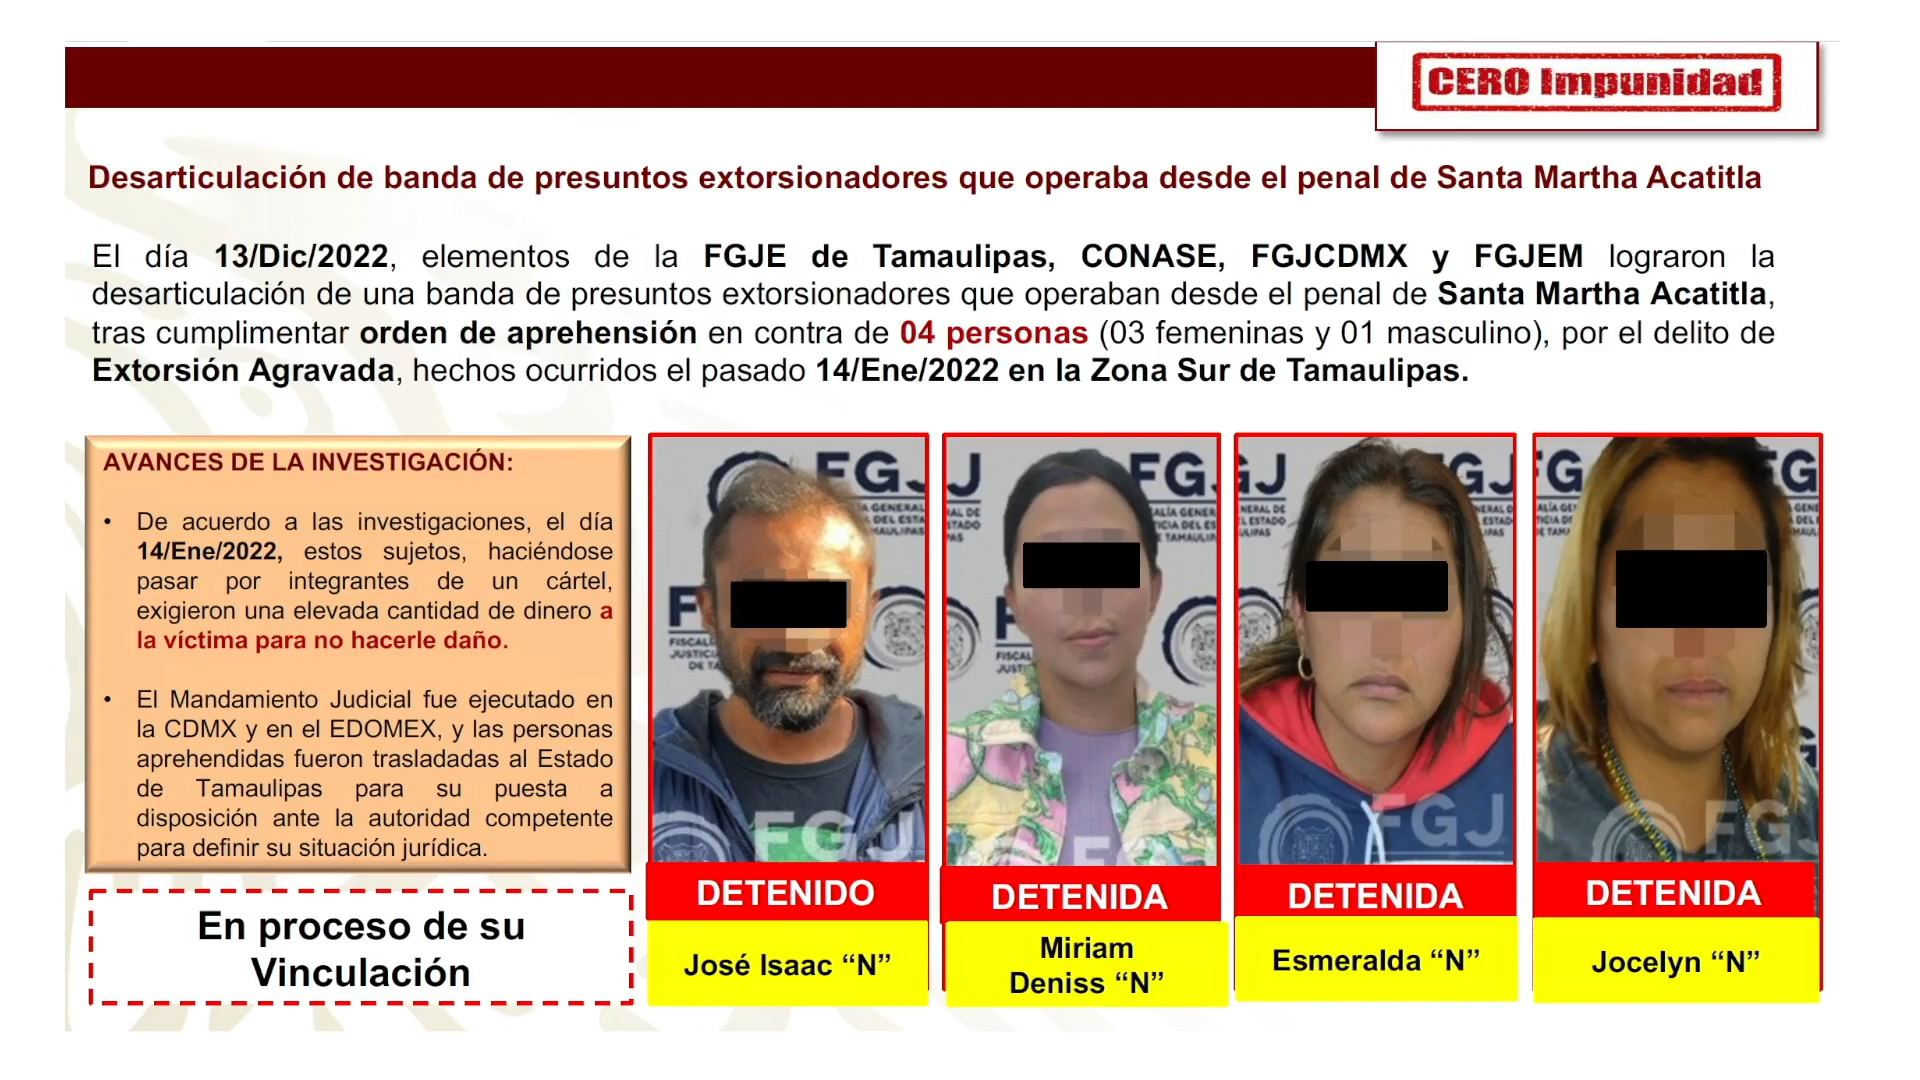 CERO Impunidad
Desarticulación de banda de presuntos extorsionadores que operaba desde el penal de Santa Martha Acatitla
El día 13/Dic/2022, elementos de la FGJE de Tamaulipas, CONASE, FGJCDMX y FGJEM lograron la
desarticulación de una banda de presuntos extorsionadores que operaban desde el penal de Santa Martha Acatitla,
tras cumplimentar orden de aprehensión en contra de 04 personas (03 femeninas y 01 masculino), por el delito de
Extorsión Agravada, hechos ocurridos el pasado 14/Ene/2022 en la Zona Sur de Tamaulipas.
AVANCES DE LA INVESTIGACIÓN:
• De acuerdo a las investigaciones, el día
14/Ene/2022, estos sujetos, haciéndose
pasar por integrantes de un cártel,
exigieron una elevada cantidad de dinero a
la víctima para no hacerle daño.
• El Mandamiento Judicial fue ejecutado en
la CDMX y en el EDOMEX, y las personas
aprehendidas fueron trasladadas al Estado
de Tamaulipas para su puesta a
disposición ante la autoridad competente
para definir su situación jurídica.
En proceso de su
Vinculación
FGJ
FGJ
DETENIDO
José Isaac “N”
FGJ
DETENIDA
Miriam
Deniss “N”
FGJ
DETENIDA
Esmeralda “N”
FG
DETENIDA
Jocelyn “N”